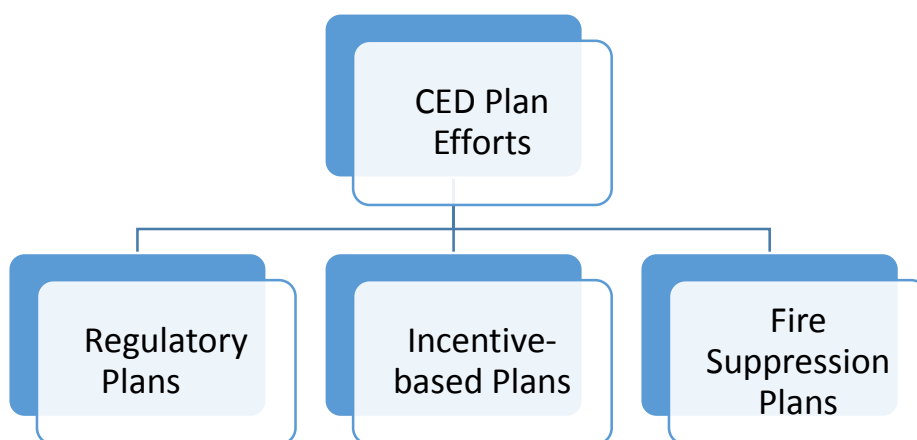 CED Plan
Efforts
Regulatory
Plans
Incentive-
based Plans
Fire
Suppression
Plans